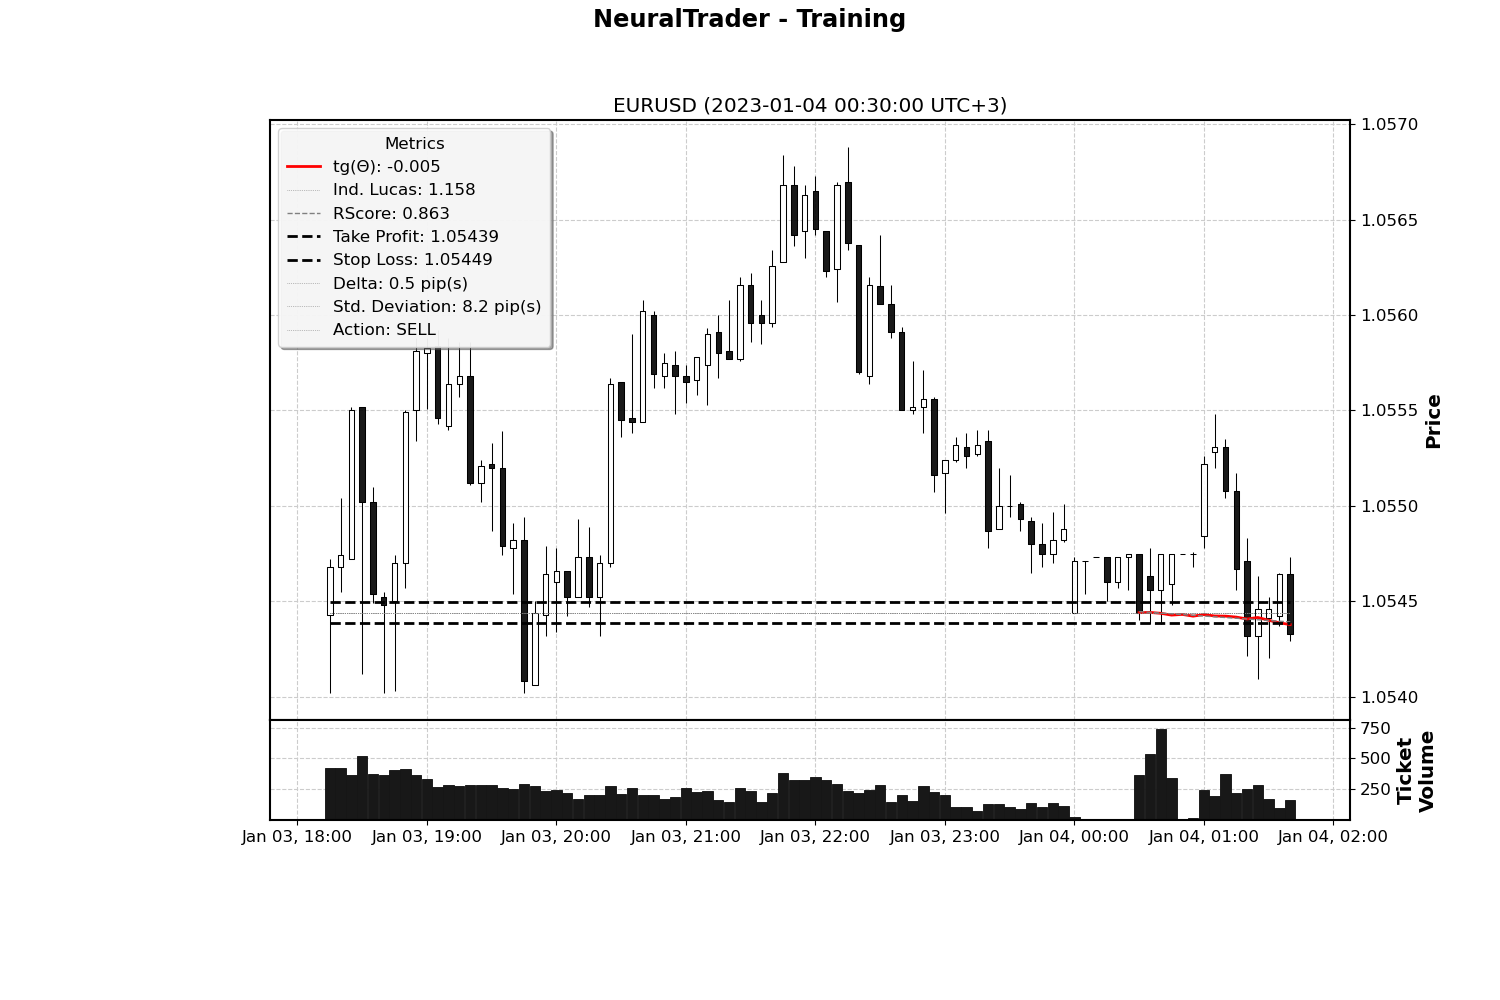 NeuralTrader - Training
EURUSD (2023-01-04 00:30:00 UTC+3)
Metrics
tg(Θ): -0.005
Ind. Lucas: 1.158
RScore: 0.863
Take Profit: 1.05439
Stop Loss: 1.05449
Delta: 0.5 pip(s)
Std. Deviation: 8.2 pip(s)
Action: SELL
1.0570
1.0565
1.0560
1.0555
1.0550
1.0545
1.0540
Price
750
500
250
Ticket
Volume
Jan 03, 18:00
Jan 03, 19:00
Jan 03, 20:00
Jan 03, 21:00
Jan 03, 22:00
Jan 03, 23:00
Jan 04, 00:00
Jan 04, 01:00
Jan 04, 02:00